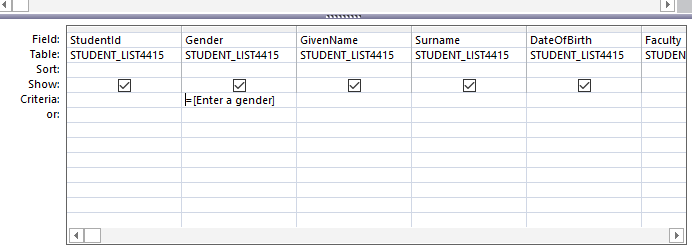 Field: StudentId Gender GivenName Surname DateOfBirth Faculty
Table: STUDENT_LIST4415 STUDENT_LIST4415 STUDENT_LIST4415 STUDENT_LIST4415 STUDENT_LIST4415 STUDEN
Sort:
Show:
Criteria: =[Enter a gender]
or: